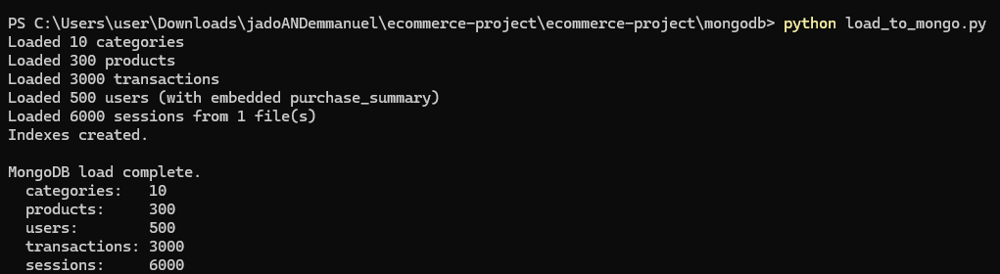 PS C:\Users\user\Downloads\jadoANDemmanuel\ecommerce-project\ecommerce-project\mongodb> python load_to_mongo.py
Loaded 10 categories
Loaded 300 products
Loaded 3000 transactions
Loaded 500 users (with embedded purchase_summary)
Loaded 6000 sessions from 1 file(s)
Indexes created.

MongoDB load complete.
  categories:   10
  products:     300
  users:        500
  transactions: 3000
  sessions:     6000